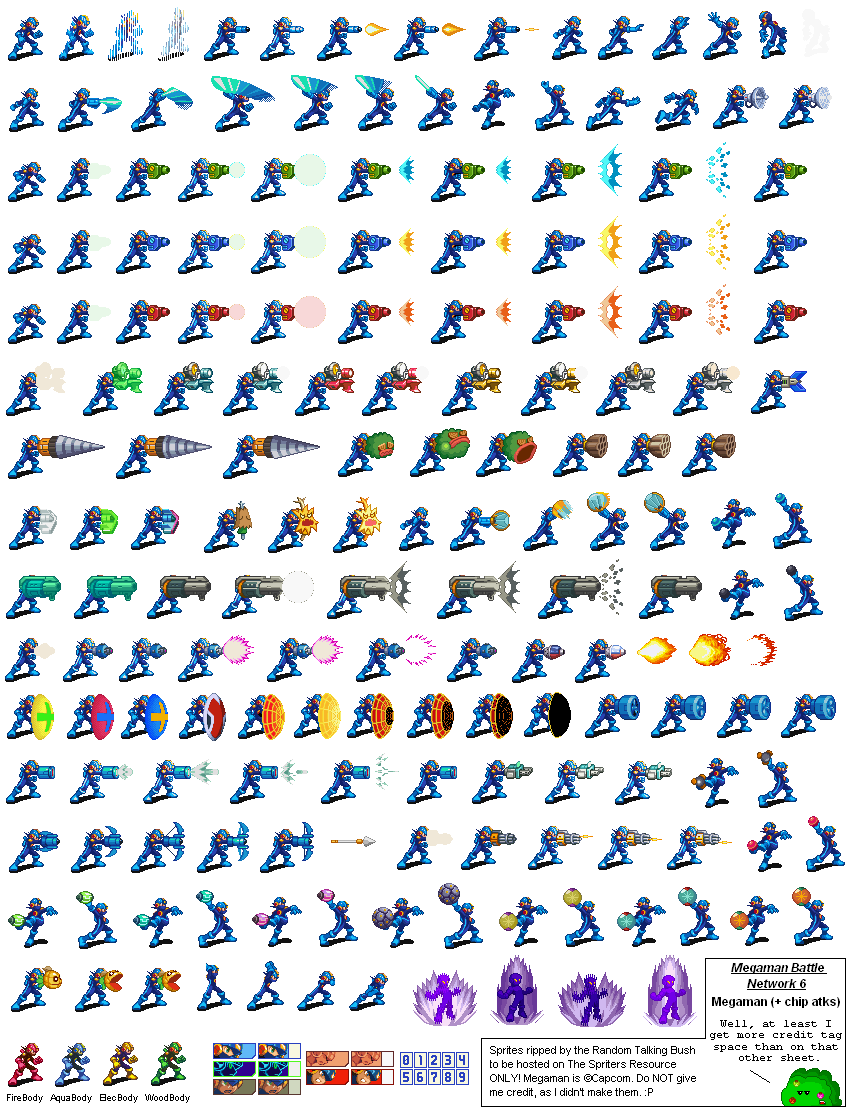 Megaman Battle
Network 6
Megaman (+ chip atks)
Well, at least I
get more credit tag
space than on that
other sheet.
0 1 2 3 4
5 6 7 8 9
Sprites ripped by the Random Talking Bush
to be hosted on The Spriters Resource
ONLY! Megaman is ©Capcom. Do NOT give
me credit, as I didn't make them. :P
FireBody AquaBody ElecBody WoodBody